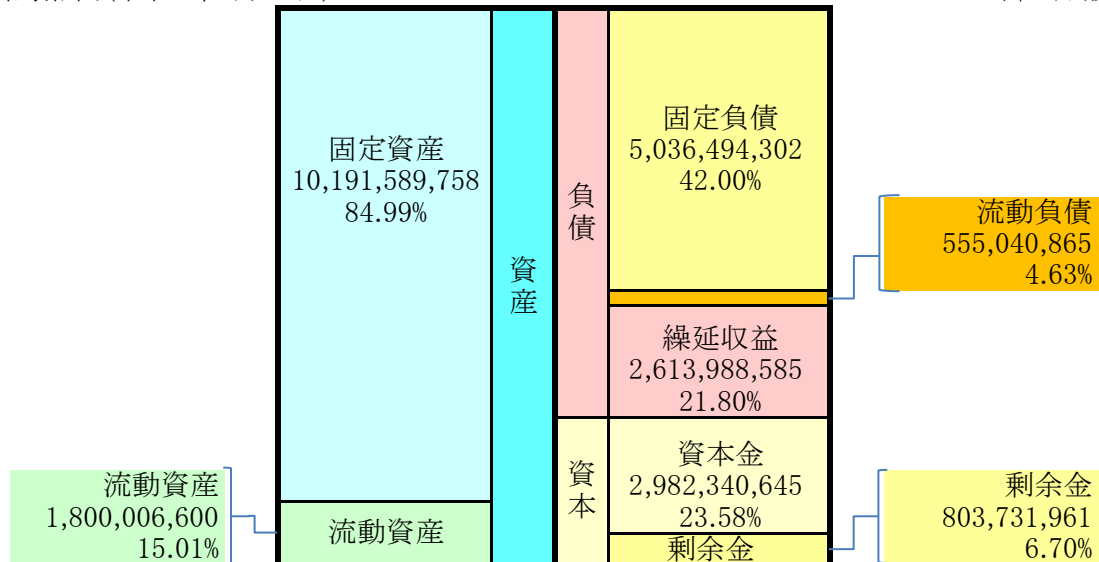 固定資産
10,191,589,758
84.99%
流動資産
1,800,006,600
15.01%
流動資産
資産
負債
資本
固定負債
5,036,494,302
42.00%
流動負債
555,040,865
4.63%
繰延収益
2,613,988,585
21.80%
資本金
2,982,340,645
23.58%
剰余金
剰余金
803,731,961
6.70%